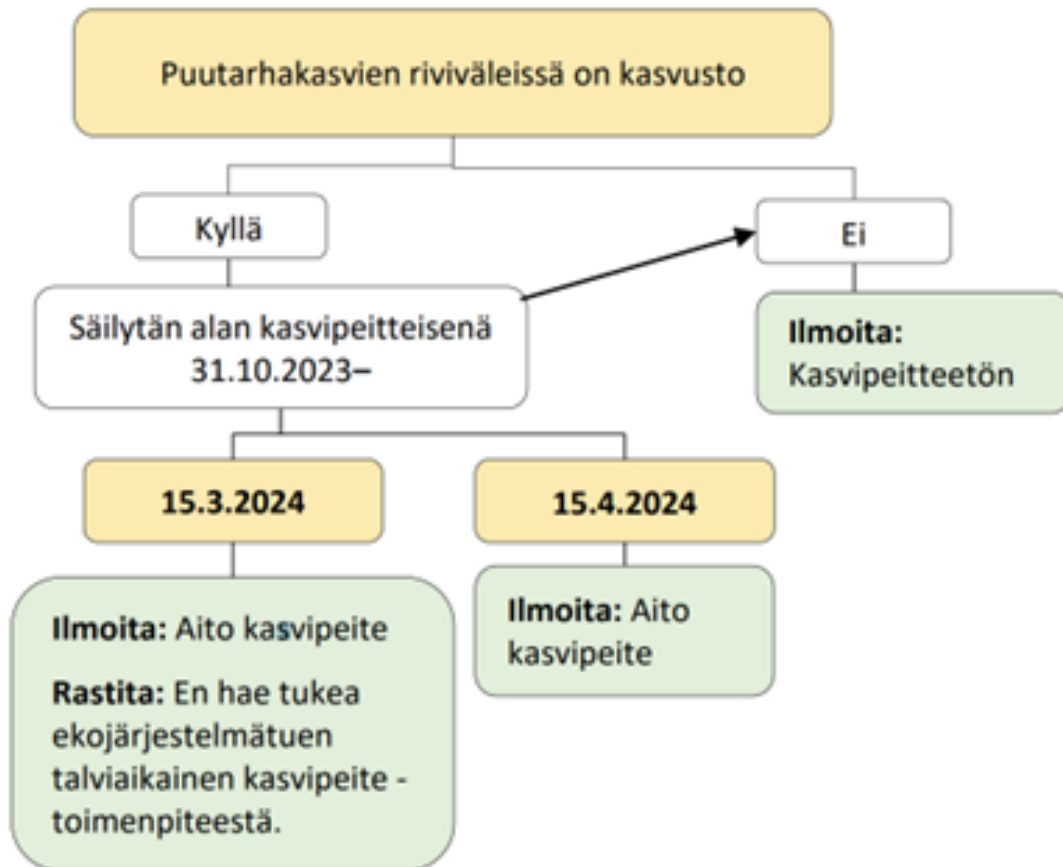 Puutarhakasvien riviväleissä on kasvusto
Kyllä
Ei
Säilytän alan kasvipeitteisenä
31.10.2023–
Ilmoita:
Kasvipeitteetön
15.3.2024
15.4.2024
Ilmoita: Aito kasvipeite
Rastita: En hae tukea
ekojärjestelmätuen
talviaikainen kasvipeite -
toimenpiteestä.
Ilmoita: Aito
kasvipeite